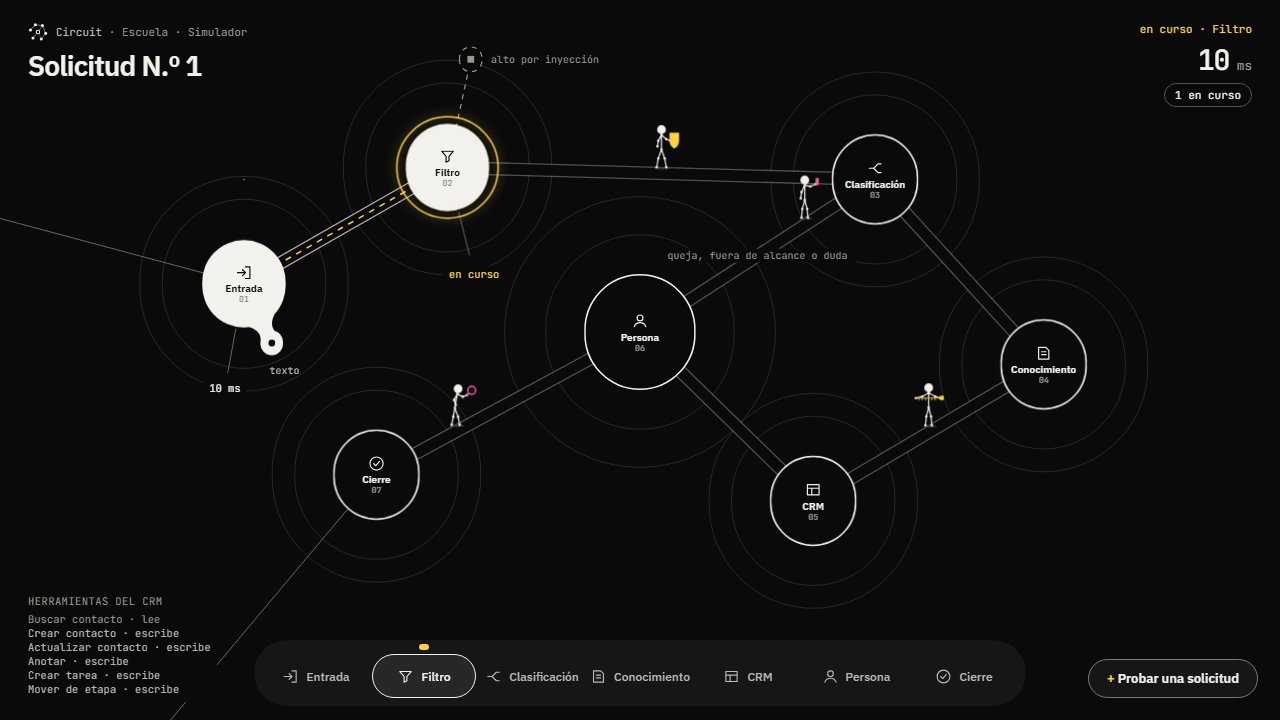 Circuit · Escuela · Simulador
Solicitud N.º 1
en curso · Filtro
10 ms
1 en curso
alto por inyección
Filtro
02
en curso
Clasificación
03
Entrada
01
texto
10 ms
queja, fuera de alcance o duda
Persona
06
Conocimiento
04
Cierre
07
CRM
05
HERRAMIENTAS DEL CRM
Buscar contacto · lee
Crear contacto · escribe
Actualizar contacto · escribe
Anotar · escribe
Crear tarea · escribe
Mover de etapa · escribe
Entrada
Filtro
Clasificación
Conocimiento
CRM
Persona
Cierre
+ Probar una solicitud